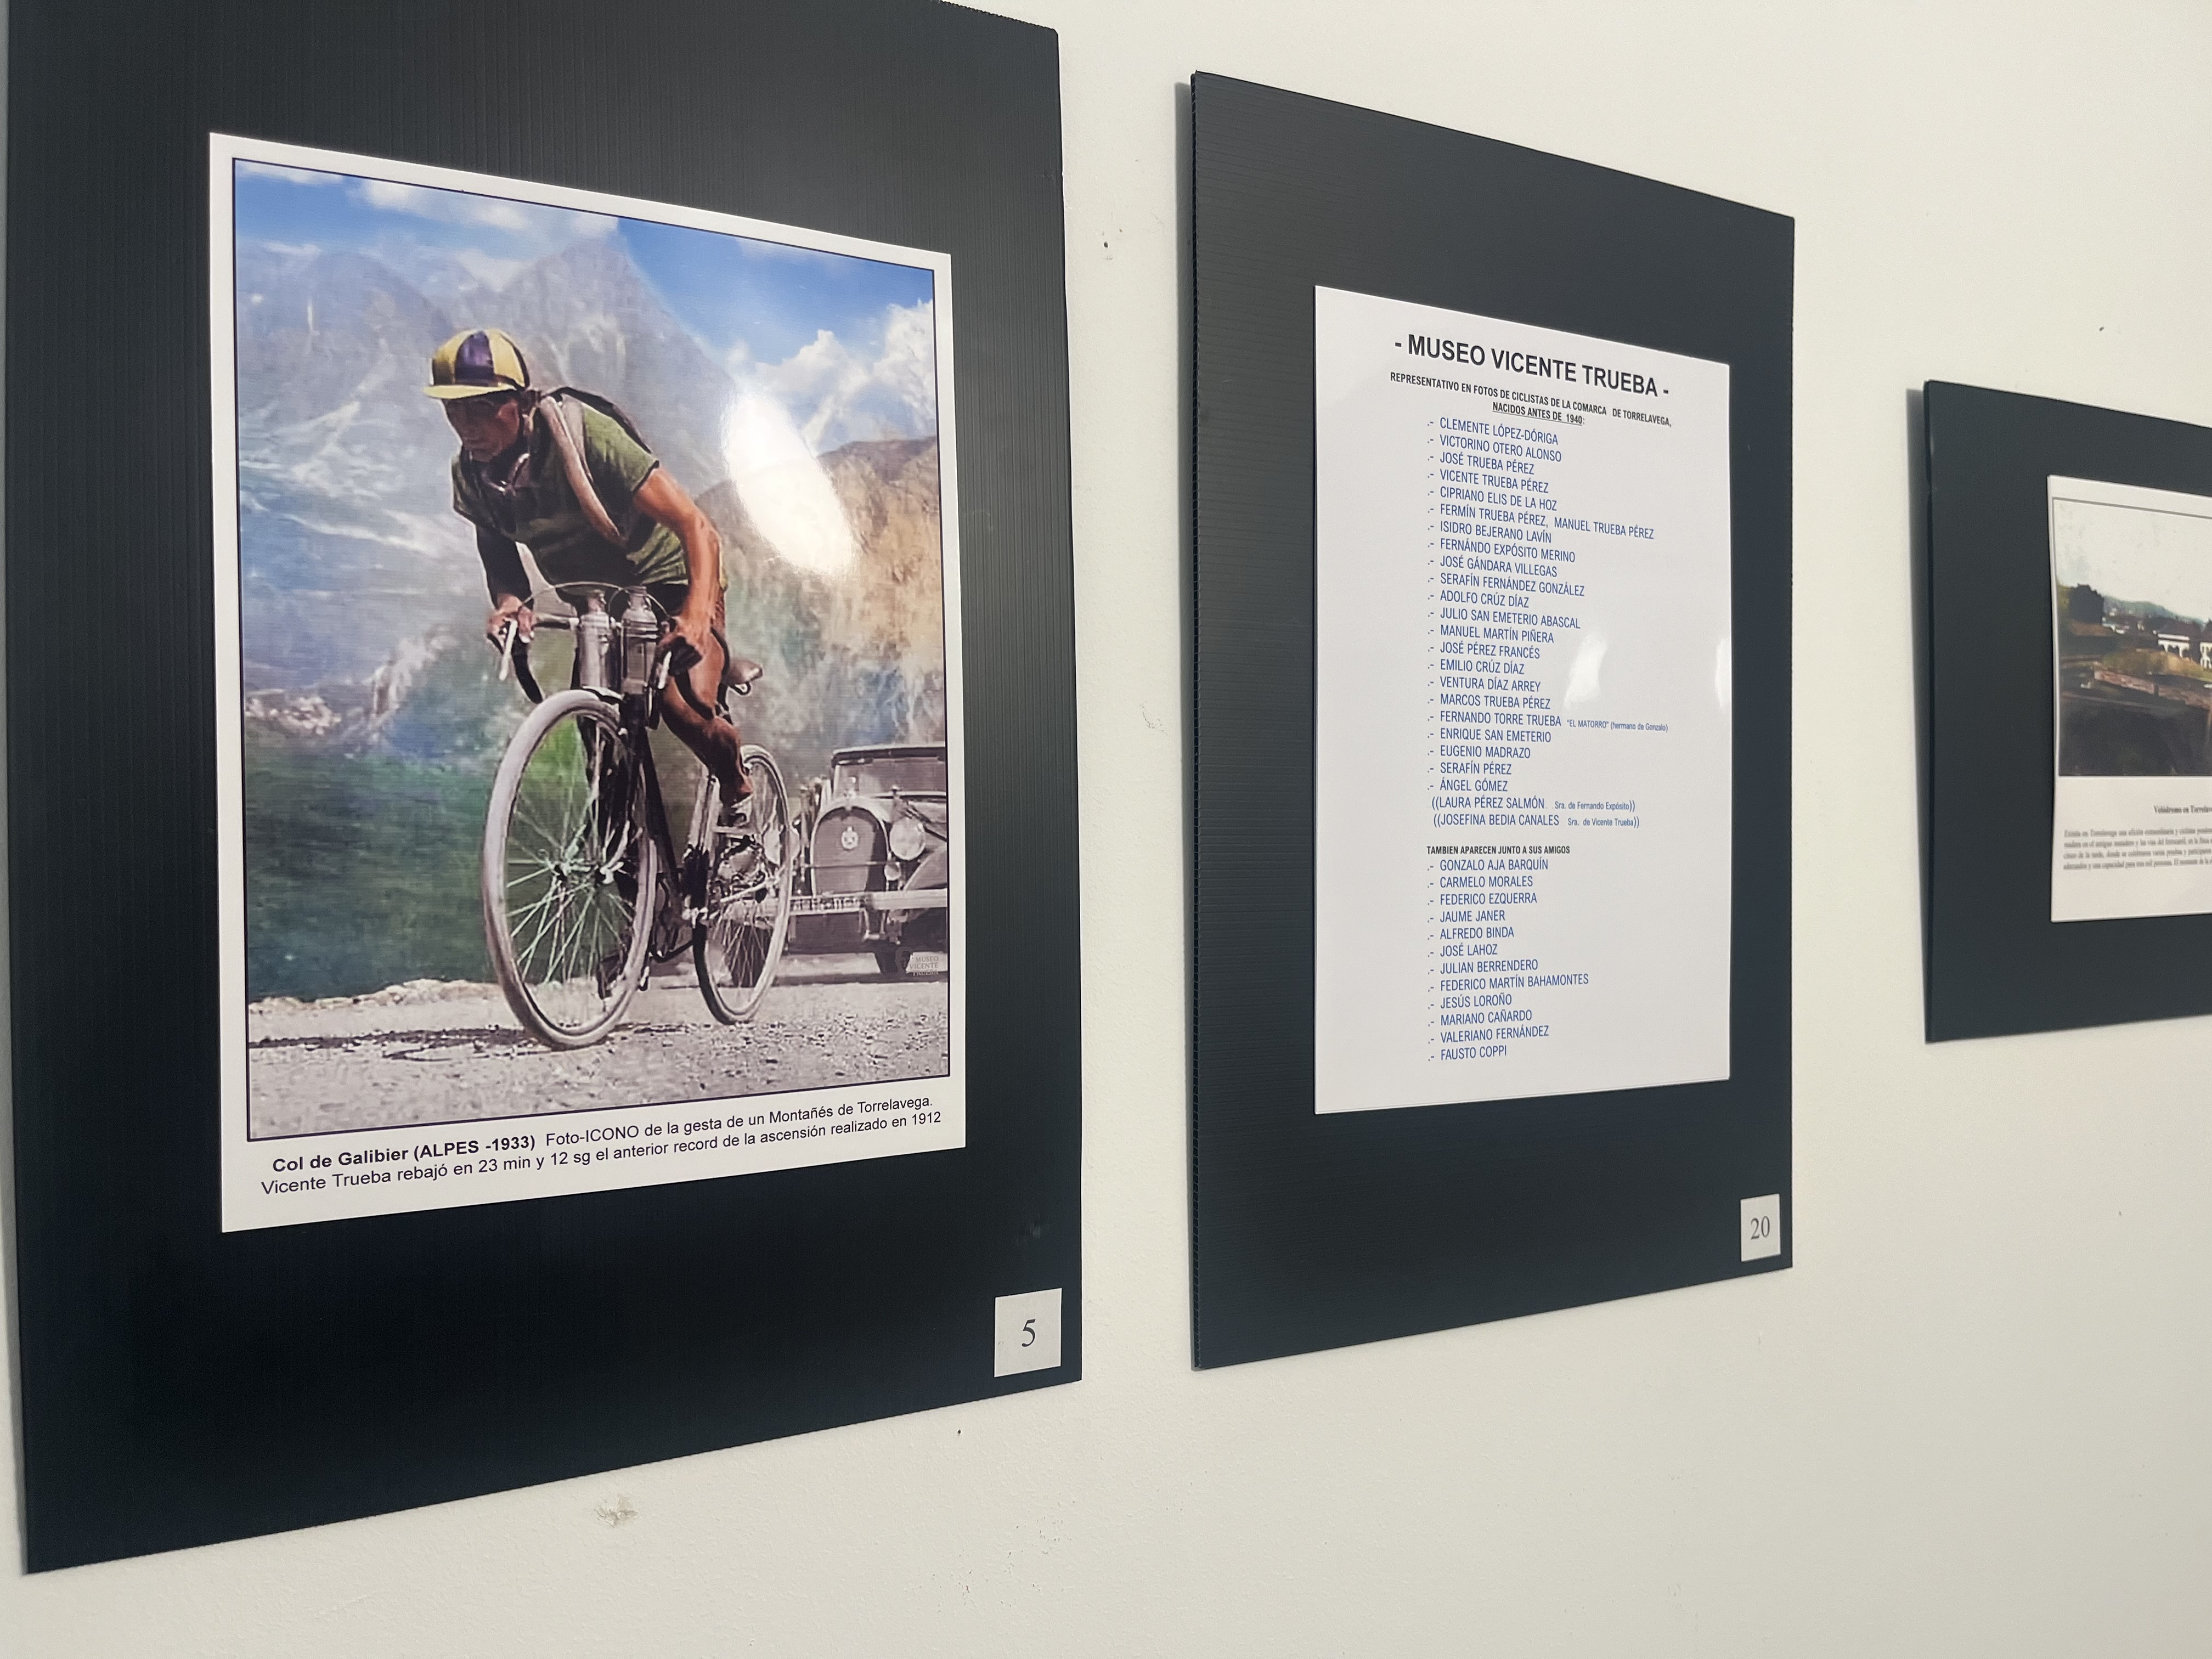 MUSEO
VICENTE
TRUEBA
Col de Galibier (ALPES -1933) Foto-ICONO de la gesta de un Montañés de Torrelavega.
Vicente Trueba rebajó en 23 min y 12 sg el anterior record de la ascensión realizado en 1912
5
- MUSEO VICENTE TRUEBA -
REPRESENTATIVO EN FOTOS DE CICLISTAS DE LA COMARCA DE TORRELAVEGA,
NACIDOS ANTES DE 1940:
.- CLEMENTE LÓPEZ-DÓRIGA
.- VICTORINO OTERO ALONSO
.- JOSÉ TRUEBA PÉREZ
.- VICENTE TRUEBA PÉREZ
.- CIPRIANO ELIS DE LA HOZ
.- FERMÍN TRUEBA PÉREZ, MANUEL TRUEBA PÉREZ
.- ISIDRO BEJERANO LAVÍN
.- FERNÁNDO EXPÓSITO MERINO
.- JOSÉ GÁNDARA VILLEGAS
.- SERAFÍN FERNÁNDEZ GONZÁLEZ
.- ADOLFO CRÚZ DÍAZ
.- JULIO SAN EMETERIO ABASCAL
.- MANUEL MARTÍN PIÑERA
.- JOSÉ PÉREZ FRANCÉS
.- EMILIO CRÚZ DÍAZ
.- VENTURA DÍAZ ARREY
.- MARCOS TRUEBA PÉREZ
.- FERNANDO TORRE TRUEBA "EL MATORRO" (hermano de Gonzalo)
.- ENRIQUE SAN EMETERIO
.- EUGENIO MADRAZO
.- SERAFÍN PÉREZ
.- ÁNGEL GÓMEZ
((LAURA PÉREZ SALMÓN Sra. de Fernando Expósito))
((JOSEFINA BEDIA CANALES Sra. de Vicente Trueba))
TAMBIEN APARECEN JUNTO A SUS AMIGOS
.- GONZALO AJA BARQUÍN
.- CARMELO MORALES
.- FEDERICO EZQUERRA
.- JAUME JANER
.- ALFREDO BINDA
.- JOSÉ LAHOZ
.- JULIAN BERRENDERO
.- FEDERICO MARTÍN BAHAMONTES
.- JESÚS LOROÑO
.- MARIANO CAÑARDO
.- VALERIANO FERNÁNDEZ
.- FAUSTO COPPI
20
Velódromo en